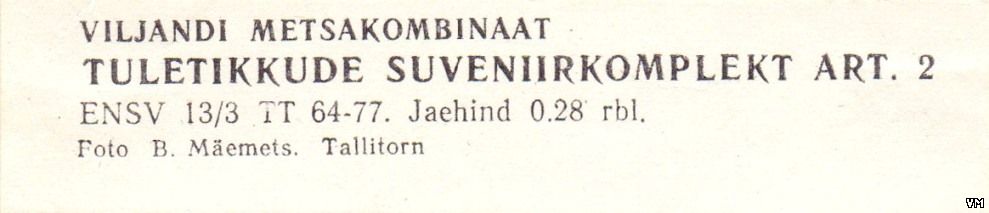 VILJANDI METSAKOMBINAAT
TULETIKKUDE SUVENIIRKOMPLEKT ART. 2
ENSV 13/3 TT 64-77. Jaehind 0.28 rbl.
Foto B. Mäemets. Tallitorn
VM